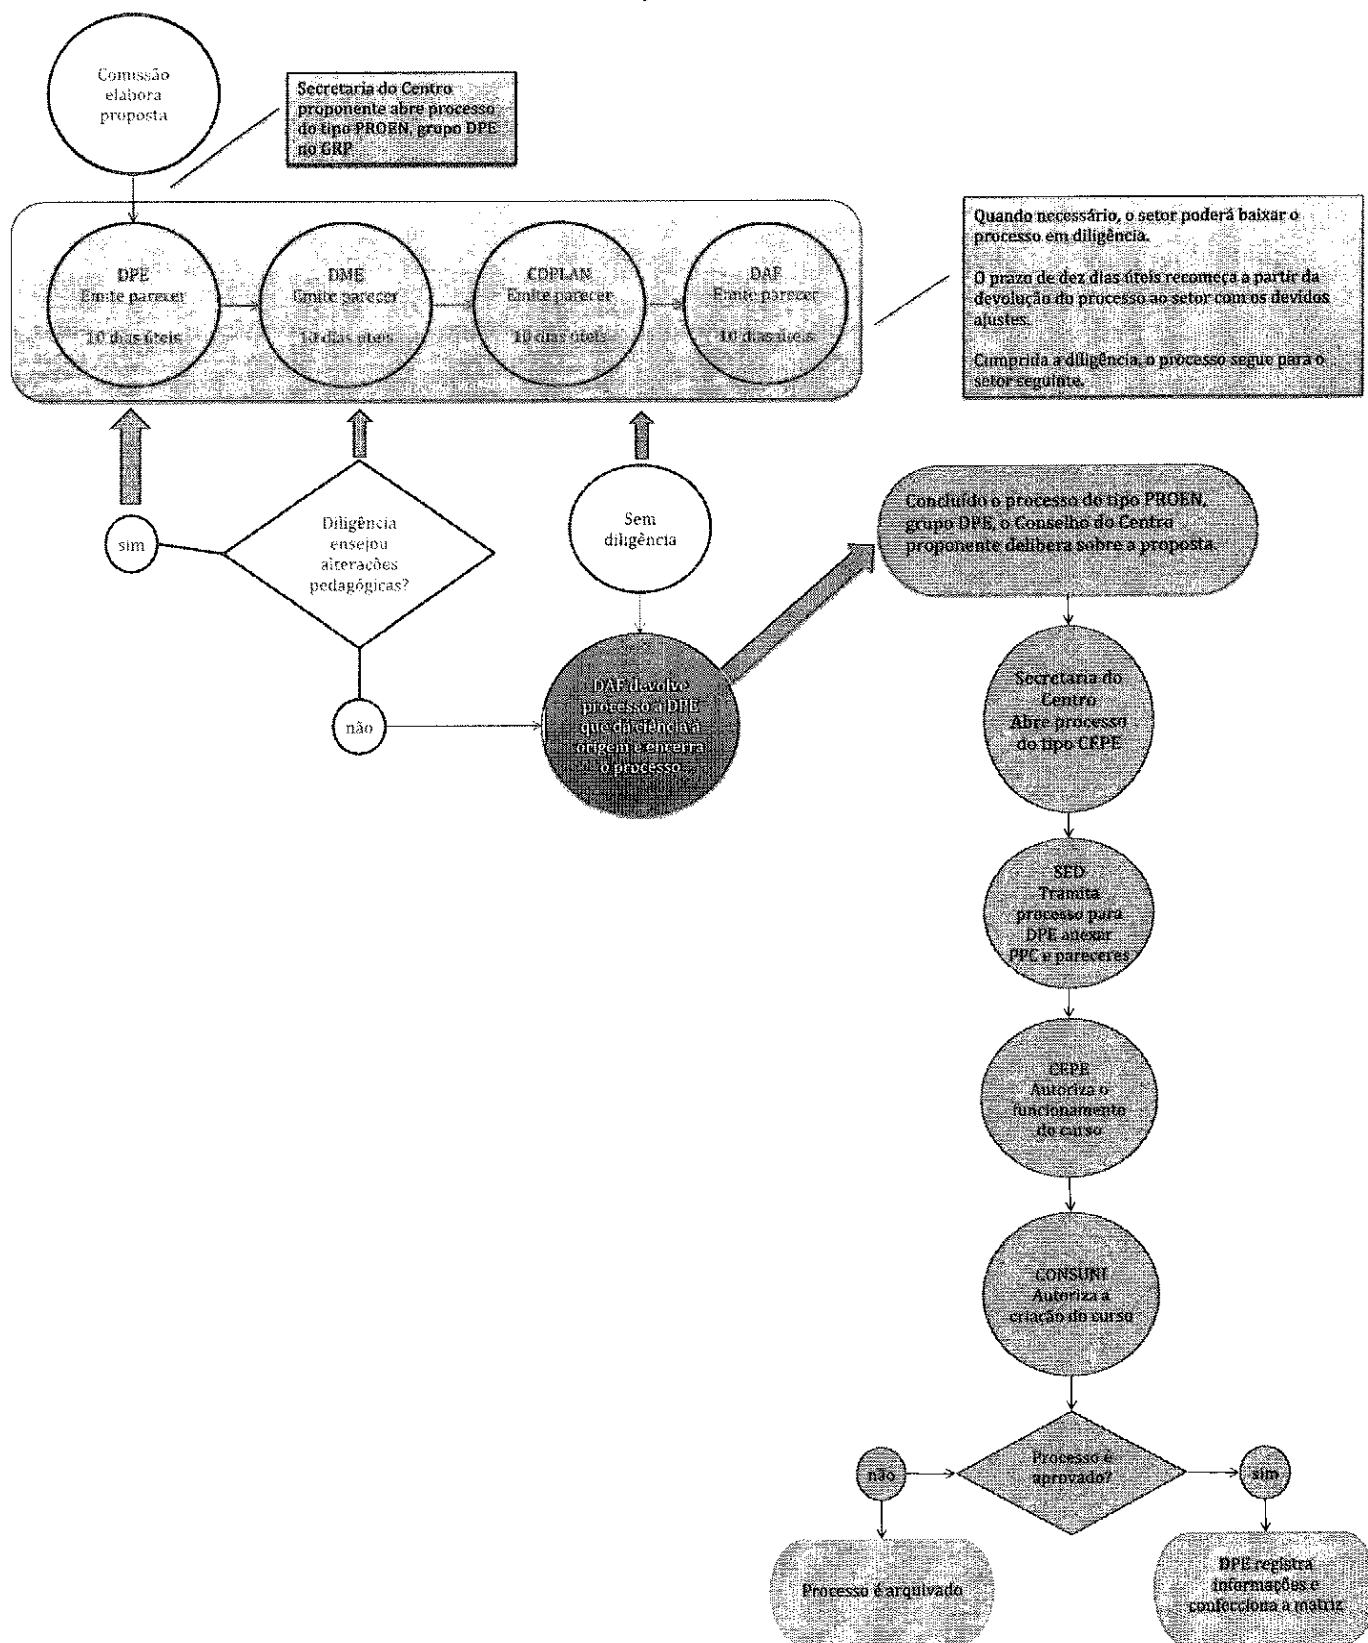 Comissão
elabora
proposta
Secretaria do Centro
proponente abre processo
do tipo PROEN, grupo DPE
no GRP
DPE
Emite parecer
10 dias úteis
DME
Emite parecer
10 dias úteis
COPLAN
Emite parecer
10 dias úteis
DAF
Emite parecer
10 dias úteis
Quando necessário, o setor poderá baixar o
processo em diligência.
O prazo de dez dias úteis recomeça a partir da
devolução do processo ao setor com os devidos
ajustes.
Cumprida a diligência, o processo segue para o
setor seguinte.
sim
Diligência
ensejou
alterações
pedagógicas?
não
Sem
diligência
DAF devolve
processo a DPE
que dá ciência à
origem e encerra
o processo
Concluído o processo do tipo PROEN,
grupo DPE, o Conselho do Centro
proponente delibera sobre a proposta.
Secretaria do
Centro
Abre processo
do tipo CEPE
SED
Tramita
processo para
DPE anexar
PPC e pareceres
CEPE
Autoriza o
funcionamento
do curso
CONSUNI
Autoriza a
criação do curso
Processo é
aprovado?
não
sim
Processo é arquivado
DPE registra
informações e
confecciona a matriz